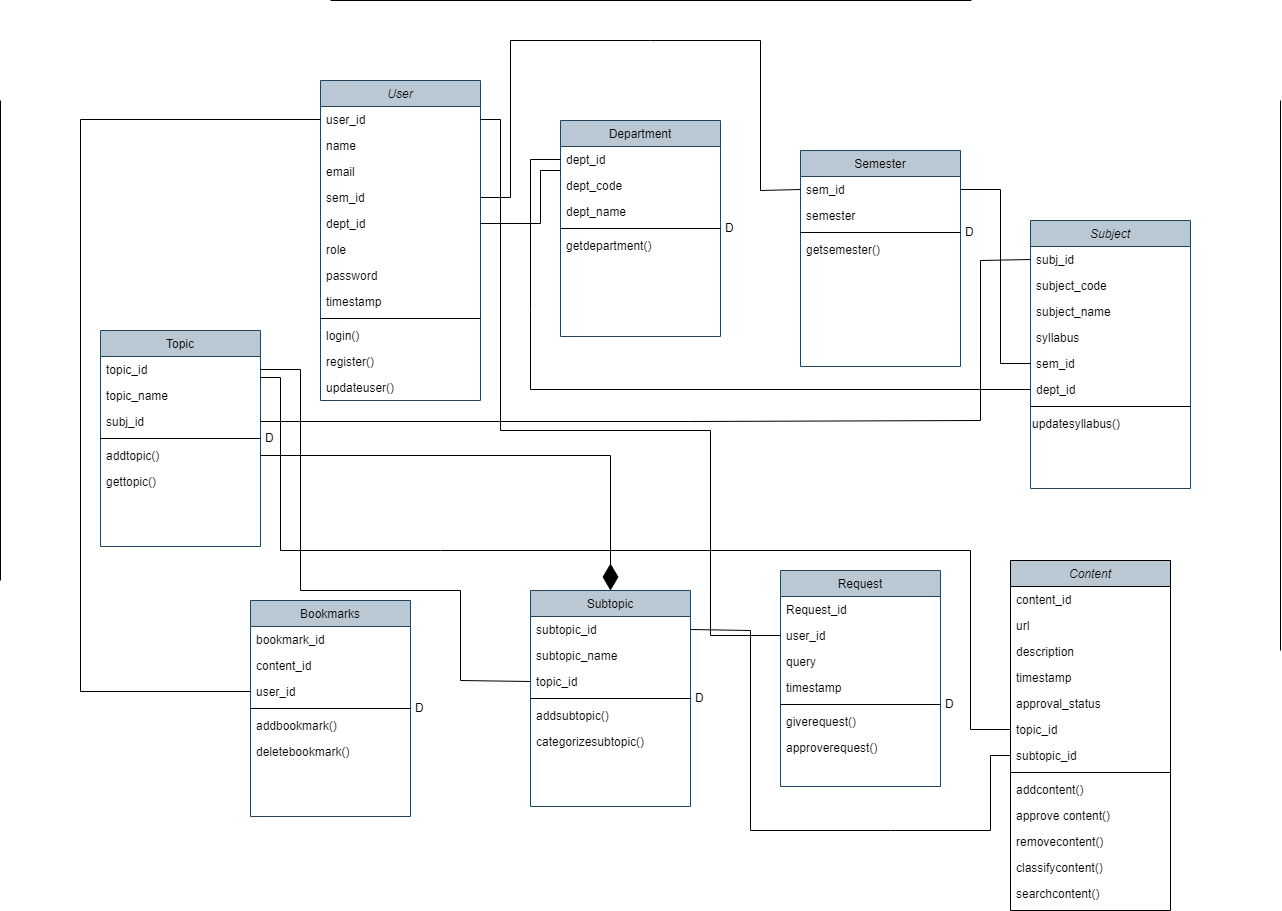 User
user_id
name
email
sem_id
dept_id
role
password
timestamp
login()
register()
updateuser()
Department
dept_id
dept_code
dept_name
D
getdepartment()
Semester
sem_id
semester
D
getsemester()
Subject
subj_id
subject_code
subject_name
syllabus
sem_id
dept_id
updatesyllabus()
Topic
topic_id
topic_name
subj_id
D
addtopic()
gettopic()
Bookmarks
bookmark_id
content_id
user_id
D
addbookmark()
deletebookmark()
Subtopic
subtopic_id
subtopic_name
topic_id
D
addsubtopic()
categorizesubtopic()
Request
Request_id
user_id
query
timestamp
D
giverequest()
approverequest()
Content
content_id
url
description
timestamp
approval_status
topic_id
subtopic_id
addcontent()
approve content()
removecontent()
classifycontent()
searchcontent()